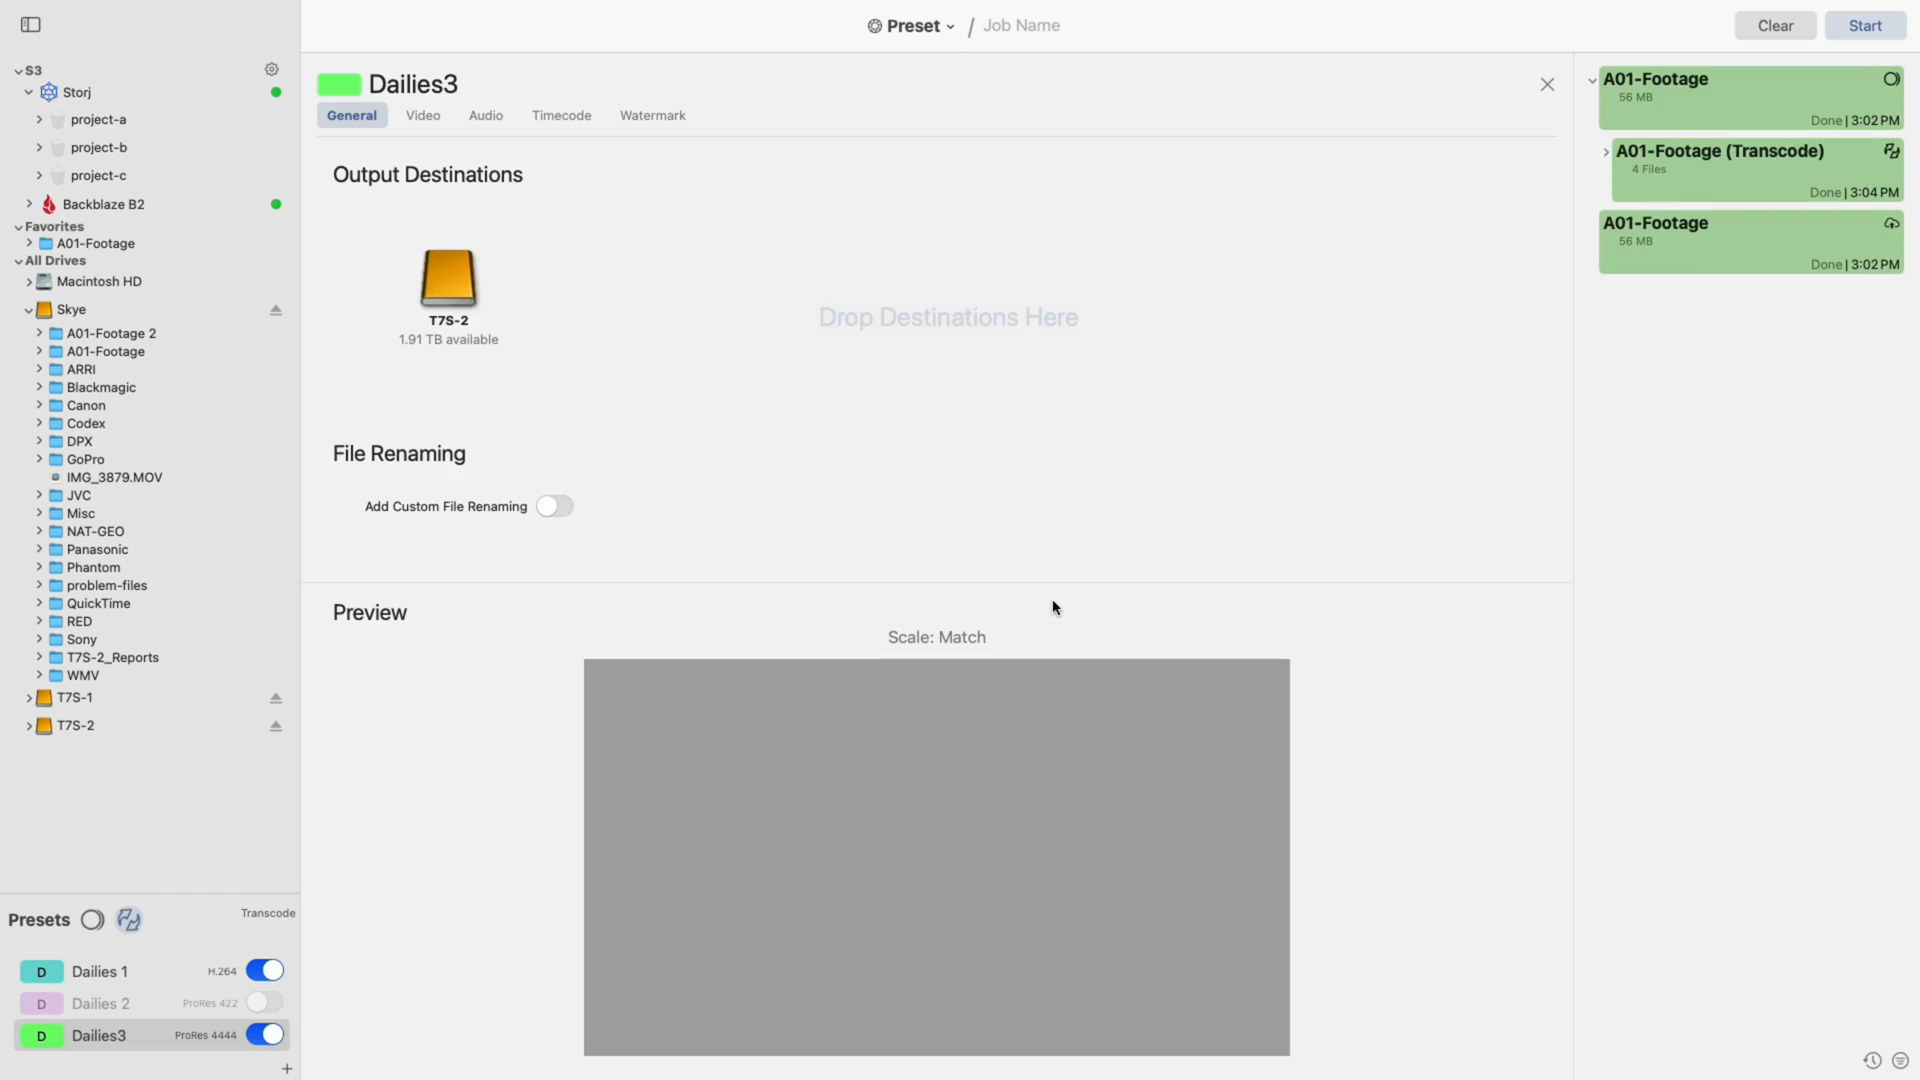 Preset / Job Name
Clear
Start
S3
Storj
project-a
project-b
project-c
Backblaze B2
Favorites
A01-Footage
All Drives
Macintosh HD
Skye
A01-Footage 2
A01-Footage
ARRI
Blackmagic
Canon
Codex
DPX
GoPro
IMG_3879.MOV
JVC
Misc
NAT-GEO
Panasonic
Phantom
problem-files
QuickTime
RED
Sony
T7S-2_Reports
WMV
T7S-1
T7S-2
Presets
Transcode
D Dailies 1 H.264
D Dailies 2 ProRes 422
D Dailies3 ProRes 4444
+
Dailies3
General Video Audio Timecode Watermark
Output Destinations
T7S-2
1.91 TB available
Drop Destinations Here
File Renaming
Add Custom File Renaming
Preview
Scale: Match
A01-Footage
56 MB
Done | 3:02 PM
A01-Footage (Transcode)
4 Files
Done | 3:04 PM
A01-Footage
56 MB
Done | 3:02 PM